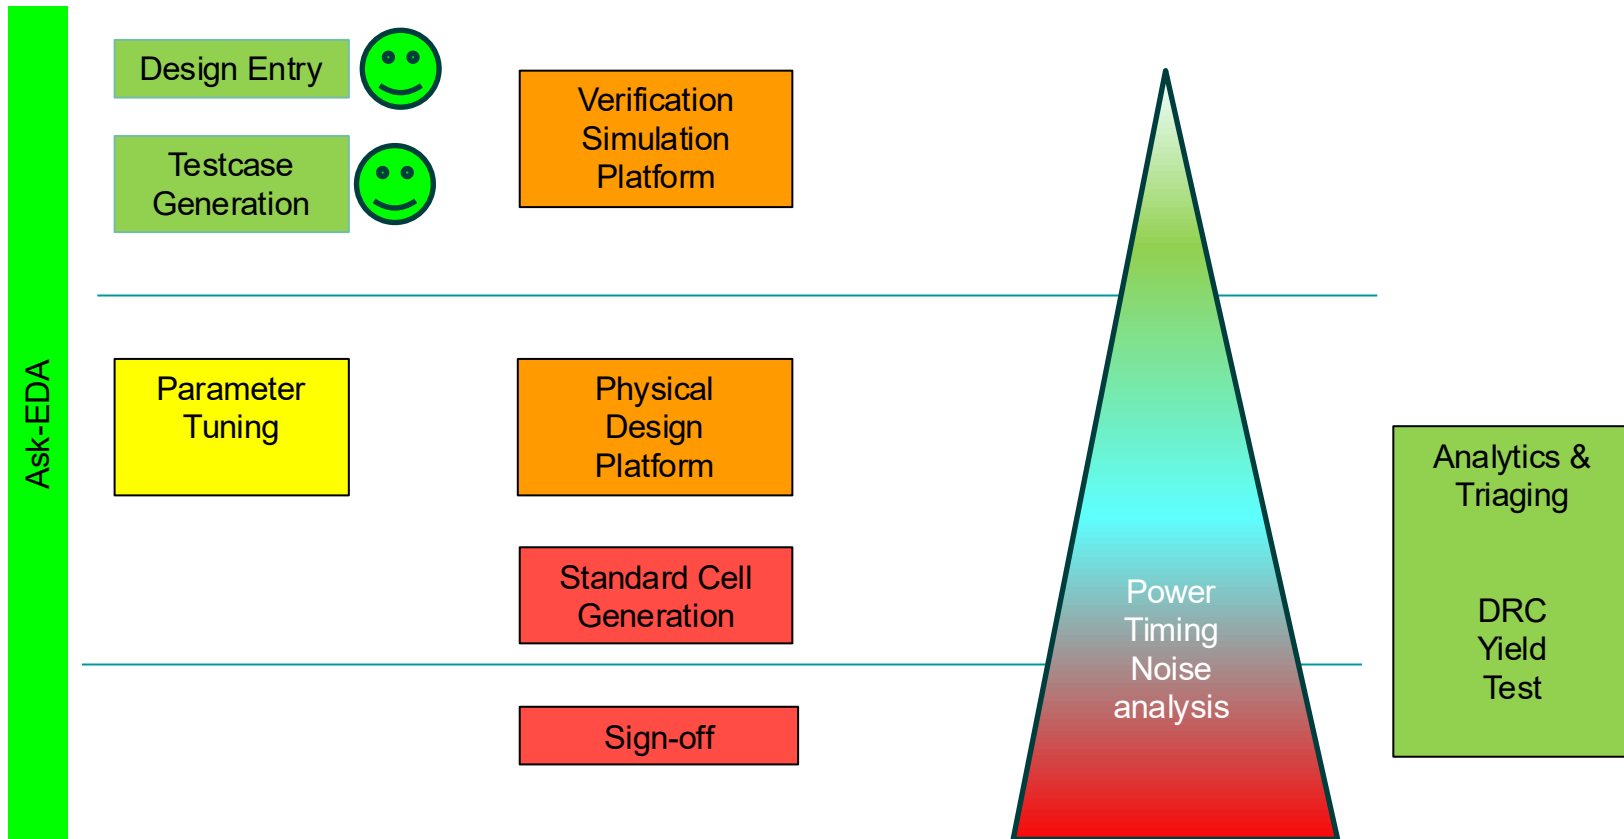 Ask-EDA
Design Entry
Testcase
Generation
Verification
Simulation
Platform
Parameter
Tuning
Physical
Design
Platform
Standard Cell
Generation
Sign-off
Power
Timing
Noise
analysis
Analytics &
Triaging
DRC
Yield
Test